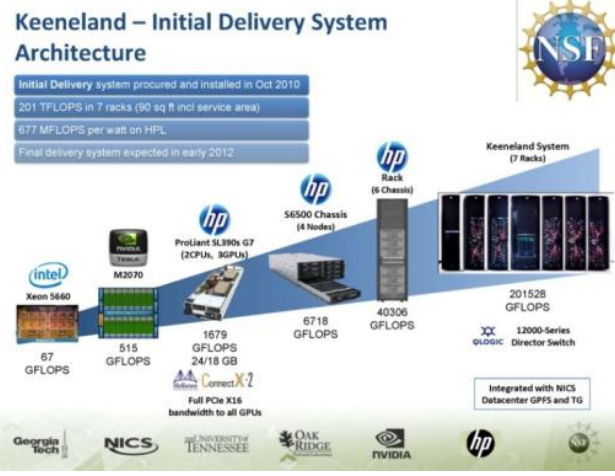 Keeneland – Initial Delivery System
Architecture
NSF
Initial Delivery system procured and installed in Oct 2010
201 TFLOPS in 7 racks (90 sq ft incl service area)
677 MFLOPS per watt on HPL
Final delivery system expected in early 2012
Keeneland System
(7 Racks)
hp
Rack
(6 Chassis)
hp
S6500 Chassis
(4 Nodes)
hp
ProLiant SL390s G7
(2CPUs, 3GPUs)
NVIDIA
TESLA
M2070
intel
Xeon 5660
67
GFLOPS
515
GFLOPS
1679
GFLOPS
24/18 GB
6718
GFLOPS
40306
GFLOPS
201528
GFLOPS
QLOGIC
12000-Series
Director Switch
Mellanox ConnectX·2
Full PCIe X16
bandwidth to all GPUs
Integrated with NICS
Datacenter GPFS and TG
Georgia
Tech
NICS
UNIVERSITY of
TENNESSEE
OAK
RIDGE
National Laboratory
NVIDIA
hp
NSF